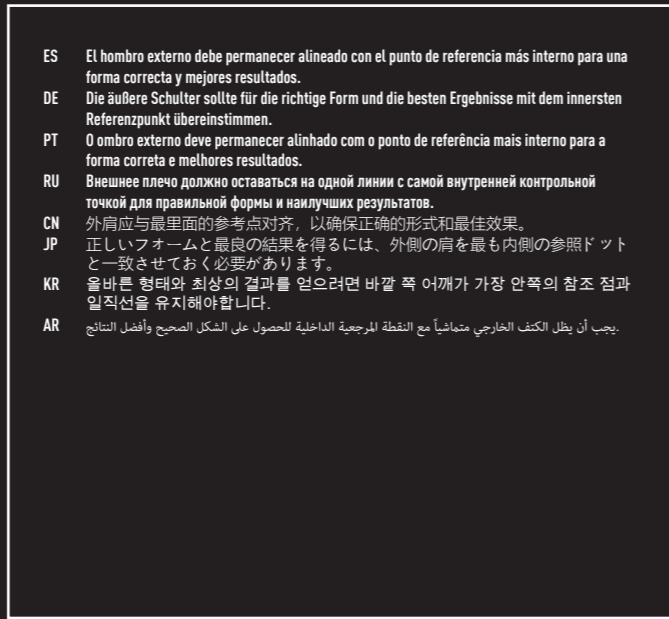 ES El hombro externo debe permanecer alineado con el punto de referencia más interno para una
forma correcta y mejores resultados.
DE Die äußere Schulter sollte für die richtige Form und die besten Ergebnisse mit dem innersten
Referenzpunkt übereinstimmen.
PT O ombro externo deve permanecer alinhado com o ponto de referência mais interno para a
forma correta e melhores resultados.
RU Внешнее плечо должно оставаться на одной линии с самой внутренней контрольной
точкой для правильной формы и наилучших результатов.
CN 外肩应与最里面的参考点对齐，以确保正确的形式和最佳效果。
JP 正しいフォームと最良の結果を得るには、外側の肩を最も内側の参照ドット
と一致させておく必要があります。
KR 올바른 형태와 최상의 결과를 얻으려면 바깥 쪽 어깨가 가장 안쪽의 참조 점과
일직선을 유지해야합니다.
AR يجب أن يظل الكتف الخارجي متماشياً مع النقطة المرجعية الداخلية للحصول على الشكل الصحيح وأفضل النتائج.